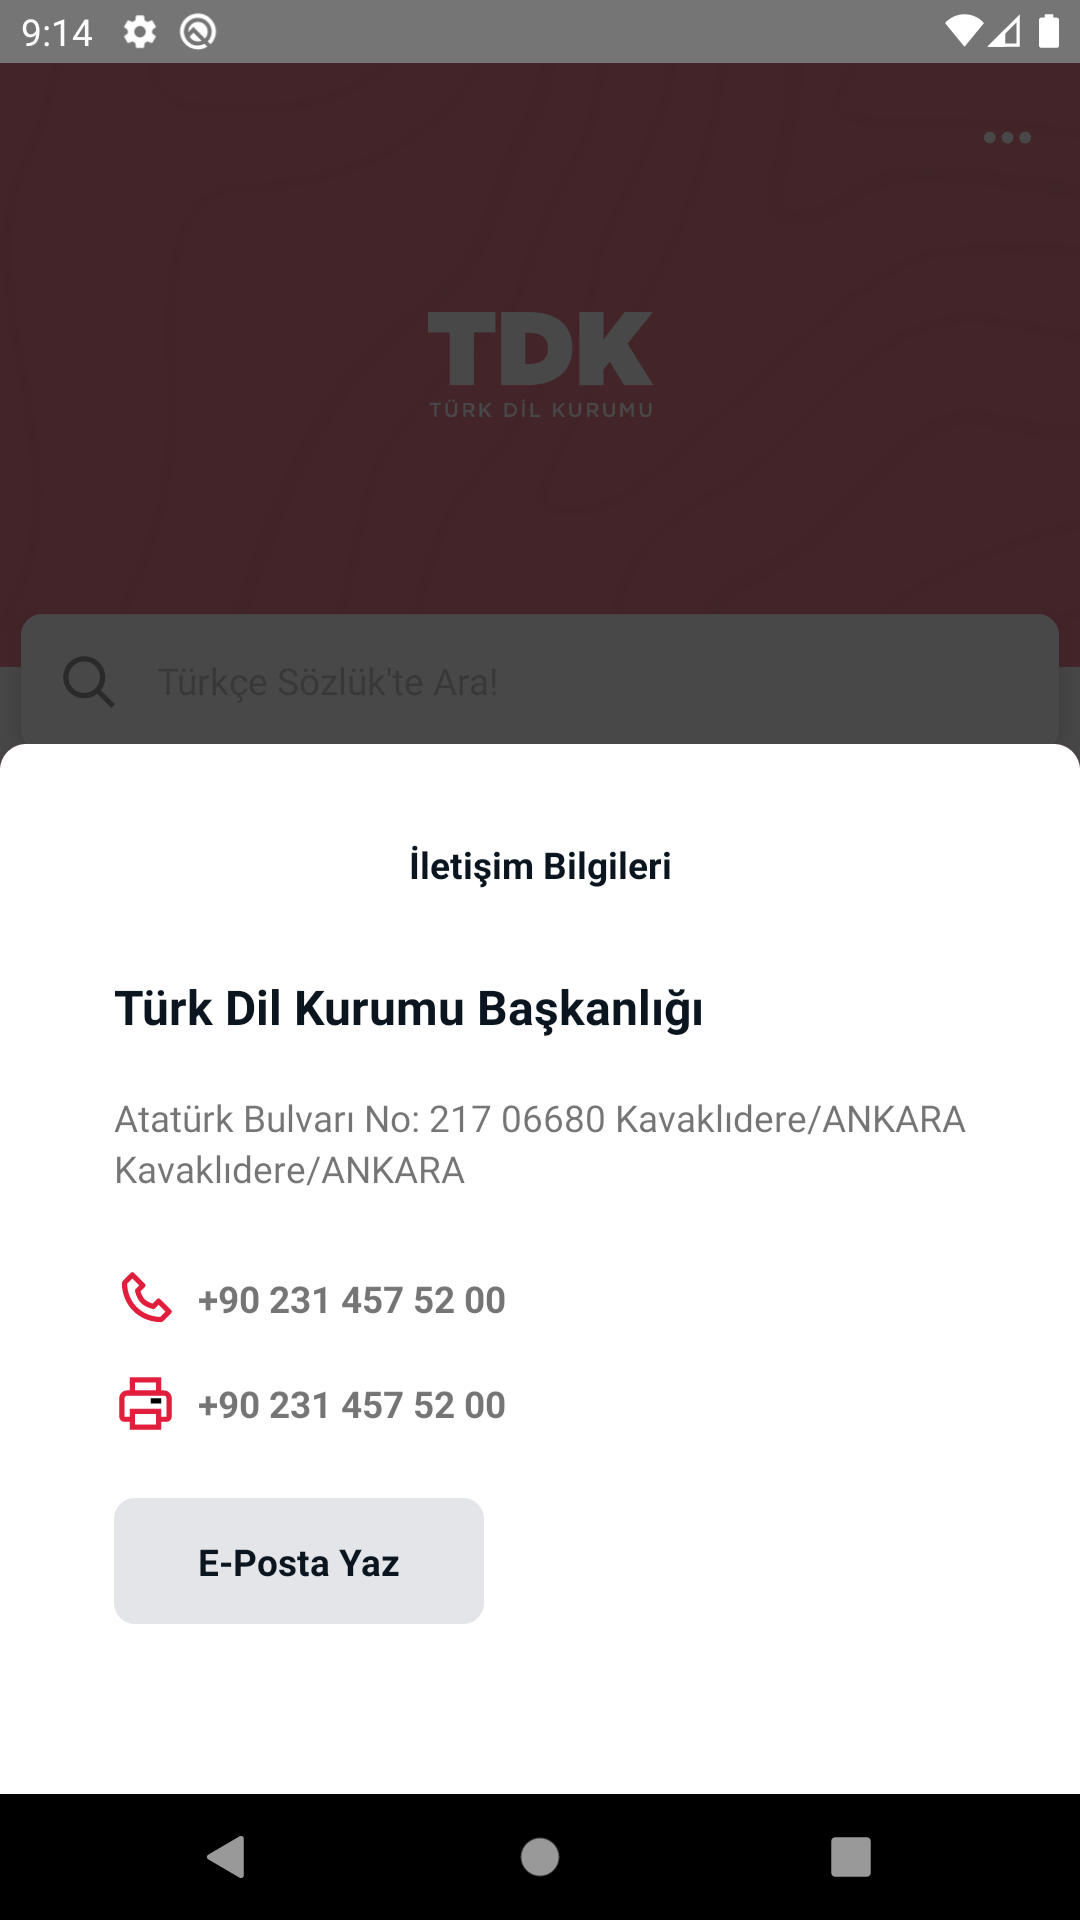 9:14
TDK
TÜRK DİL KURUMU
Türkçe Sözlük'te Ara!
İletişim Bilgileri
Türk Dil Kurumu Başkanlığı
Atatürk Bulvarı No: 217 06680 Kavaklıdere/ANKARA
Kavaklıdere/ANKARA
+90 231 457 52 00
+90 231 457 52 00
E-Posta Yaz